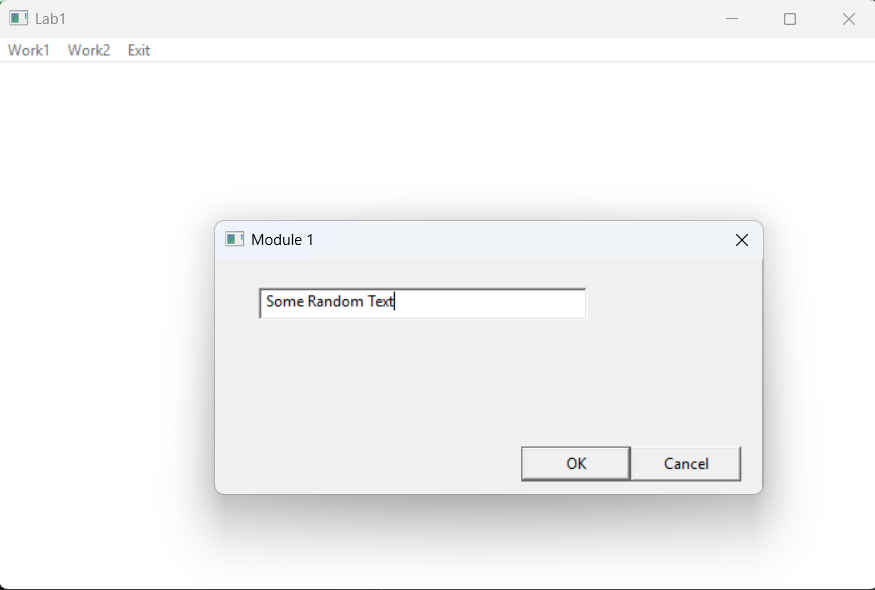 Lab1
Work1 Work2 Exit
Module 1
Some Random Text
OK Cancel